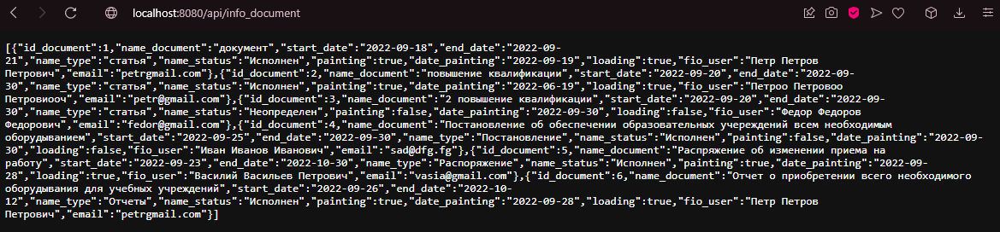 localhost:8080/api/info_document
[{"id_document":1,"name_document":"документ","start_date":"2022-09-18","end_date":"2022-09-
21","name_type":"статья","name_status":"Исполнен","painting":true,"date_painting":"2022-09-19","loading":true,"fio_user":"Петр Петров
Петрович","email":"petrgmail.com"},{"id_document":2,"name_document":"повышение квалификации","start_date":"2022-09-20","end_date":"2022-09-
30","name_type":"статья","name_status":"Исполнен","painting":true,"date_painting":"2022-06-19","loading":true,"fio_user":"Петроо Петровоо
Петровиооч","email":"petr@gmail.com"},{"id_document":3,"name_document":"2 повышение квалификации","start_date":"2022-09-20","end_date":"2022-09-
30","name_type":"статья","name_status":"Неопределен","painting":false,"date_painting":"2022-09-30","loading":false,"fio_user":"Федор Федоров
Федорович","email":"fedor@gmail.com"},{"id_document":4,"name_document":"Постановление об обеспечении образовательных учереждений всем необходимым
оборудыванием","start_date":"2022-09-25","end_date":"2022-09-30","name_type":"Постановление","name_status":"Исполнен","painting":false,"date_painting":"2022-09-
30","loading":false,"fio_user":"Иван Иванов Иванович","email":"sad@dfg.fg"},{"id_document":5,"name_document":"Распряжение об изменении приема на
работу","start_date":"2022-09-23","end_date":"2022-10-30","name_type":"Распоряжение","name_status":"Исполнен","painting":true,"date_painting":"2022-09-
28","loading":true,"fio_user":"Василий Васильев Петрович","email":"vasia@gmail.com"},{"id_document":6,"name_document":"Отчет о приобретении всего необходимого
оборудывания для учебных учреждений","start_date":"2022-09-26","end_date":"2022-10-
12","name_type":"Отчеты","name_status":"Исполнен","painting":true,"date_painting":"2022-09-28","loading":true,"fio_user":"Петр Петров
Петрович","email":"petrgmail.com"}]